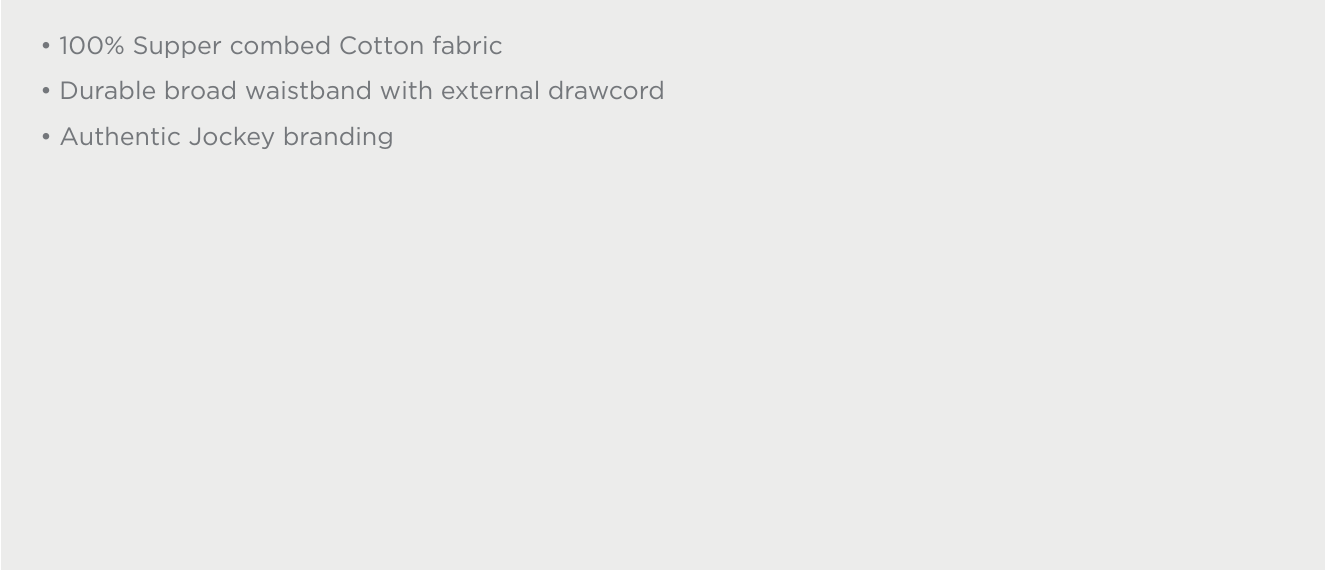 • 100% Supper combed Cotton fabric
• Durable broad waistband with external drawcord
• Authentic Jockey branding